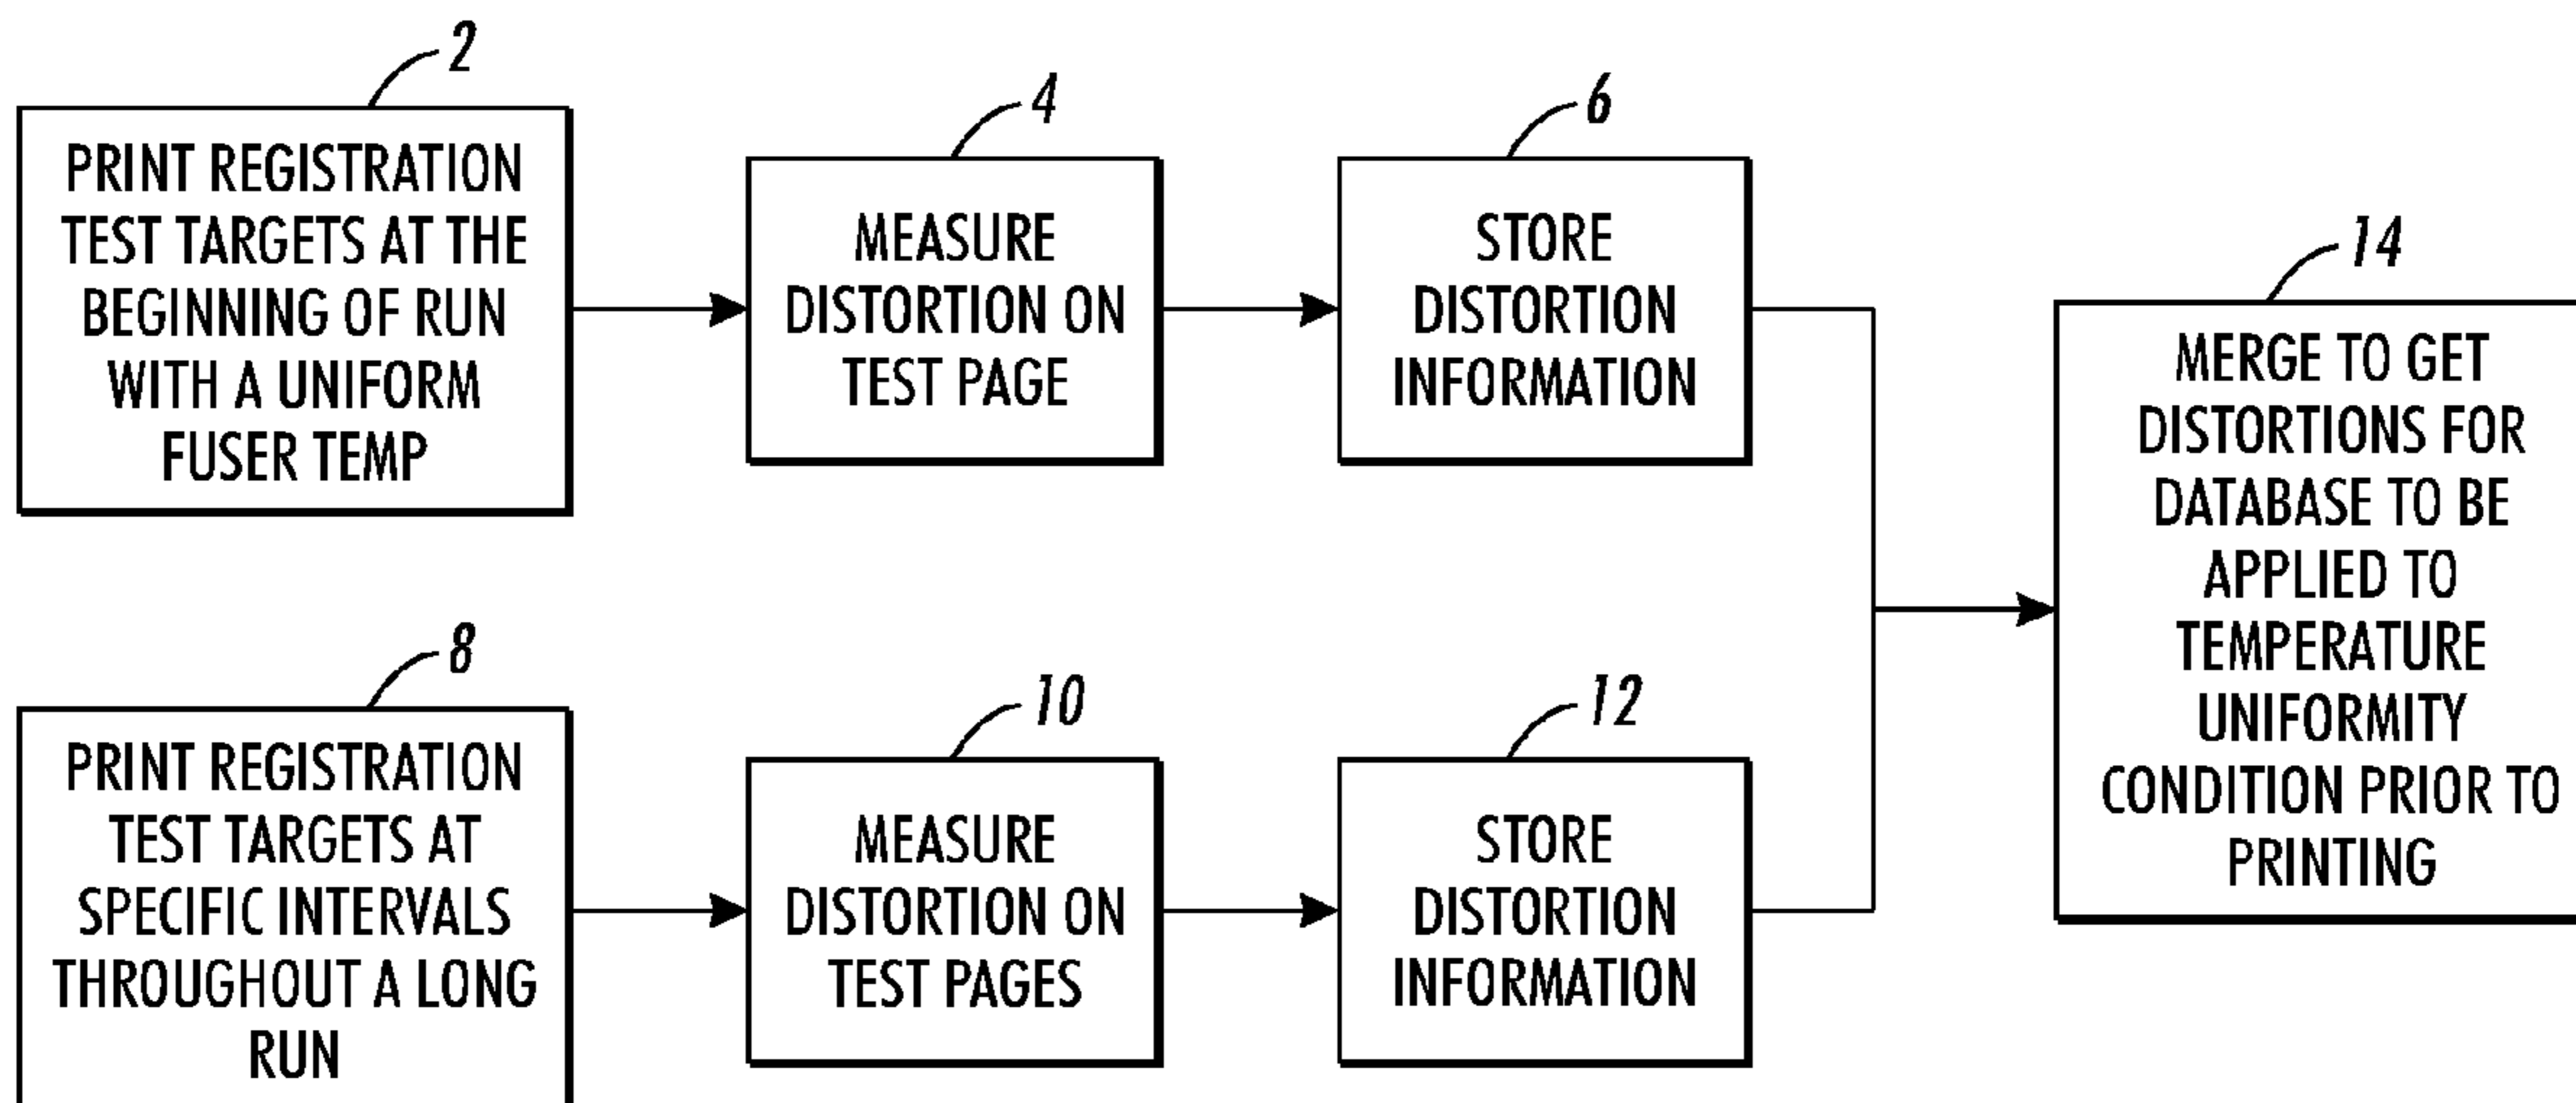 2
PRINT REGISTRATION
TEST TARGETS AT THE
BEGINNING OF RUN
WITH A UNIFORM
FUSER TEMP
4
MEASURE
DISTORTION ON
TEST PAGE
6
STORE
DISTORTION
INFORMATION
8
PRINT REGISTRATION
TEST TARGETS AT
SPECIFIC INTERVALS
THROUGHOUT A LONG
RUN
10
MEASURE
DISTORTION ON
TEST PAGES
12
STORE
DISTORTION
INFORMATION
14
MERGE TO GET
DISTORTIONS FOR
DATABASE TO BE
APPLIED TO
TEMPERATURE
UNIFORMITY
CONDITION PRIOR TO
PRINTING